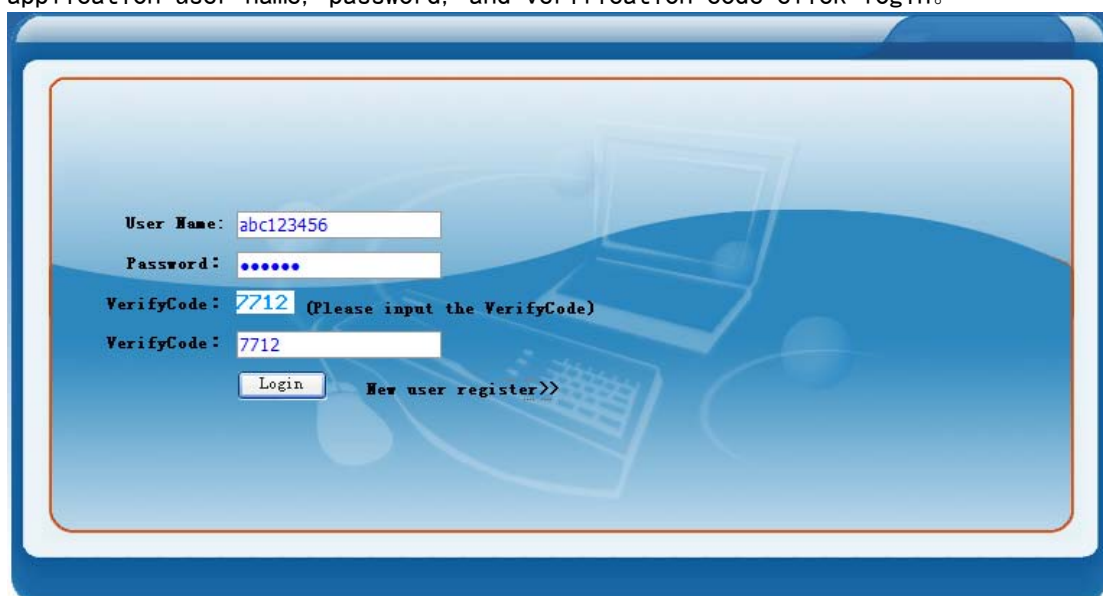 application user name, password, and verification code click login。
User Name: abc123456
Password： ●●●●●●
VerifyCode： 7712 (Please input the VerifyCode)
VerifyCode： 7712
Login New user register>>